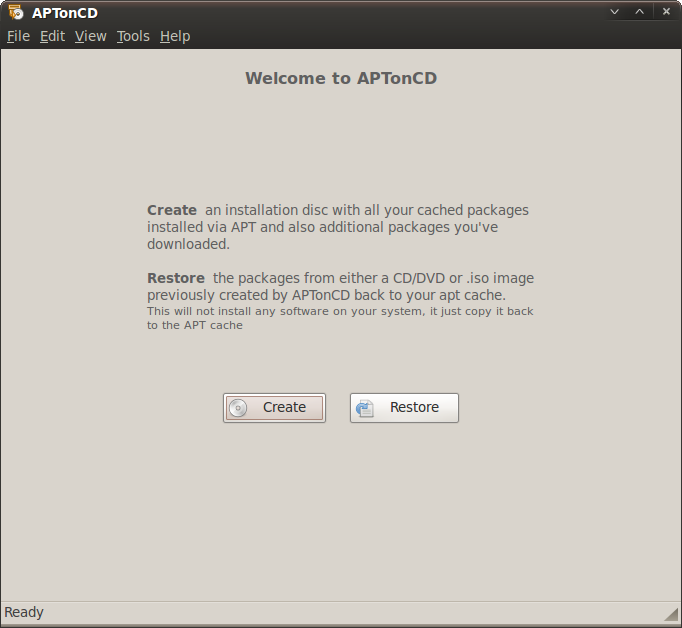 APTonCD
File Edit View Tools Help
Welcome to APTonCD
Create an installation disc with all your cached packages
installed via APT and also additional packages you've
downloaded.
Restore the packages from either a CD/DVD or .iso image
previously created by APTonCD back to your apt cache.
This will not install any software on your system, it just copy it back
to the APT cache
Create Restore
Ready